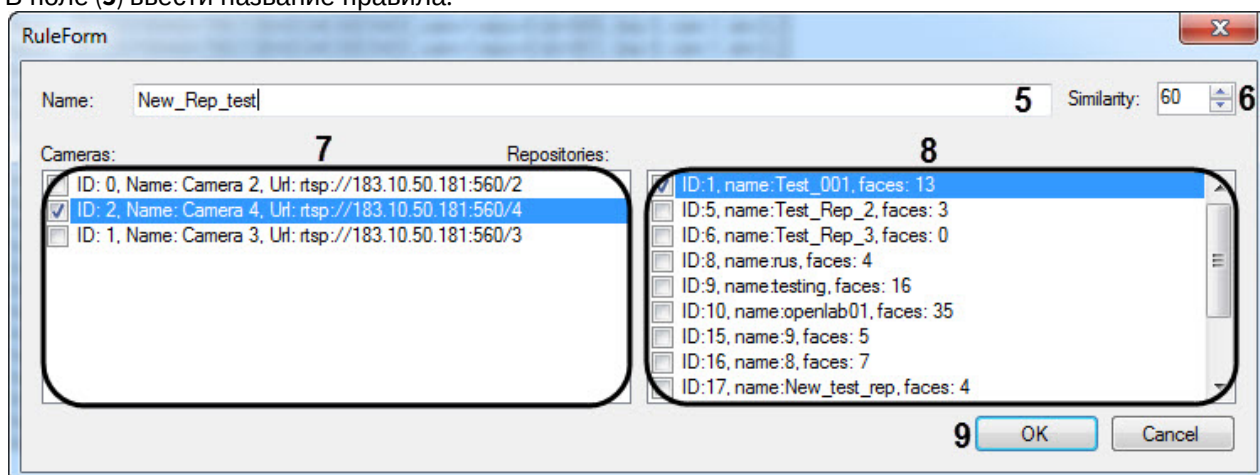 В поле (5) ввести название правила.
RuleForm
Name: New_Rep_test 5 Similarity: 60 6
Cameras: 7 Repositories: 8
ID: 0, Name: Camera 2, Url: rtsp://183.10.50.181:560/2
ID: 2, Name: Camera 4, Url: rtsp://183.10.50.181:560/4
ID: 1, Name: Camera 3, Url: rtsp://183.10.50.181:560/3
ID:1, name:Test_001, faces: 13
ID:5, name:Test_Rep_2, faces: 3
ID:6, name:Test_Rep_3, faces: 0
ID:8, name:rus, faces: 4
ID:9, name:testing, faces: 16
ID:10, name:openlab01, faces: 35
ID:15, name:9, faces: 5
ID:16, name:8, faces: 7
ID:17, name:New_test_rep, faces: 4
9 OK Cancel